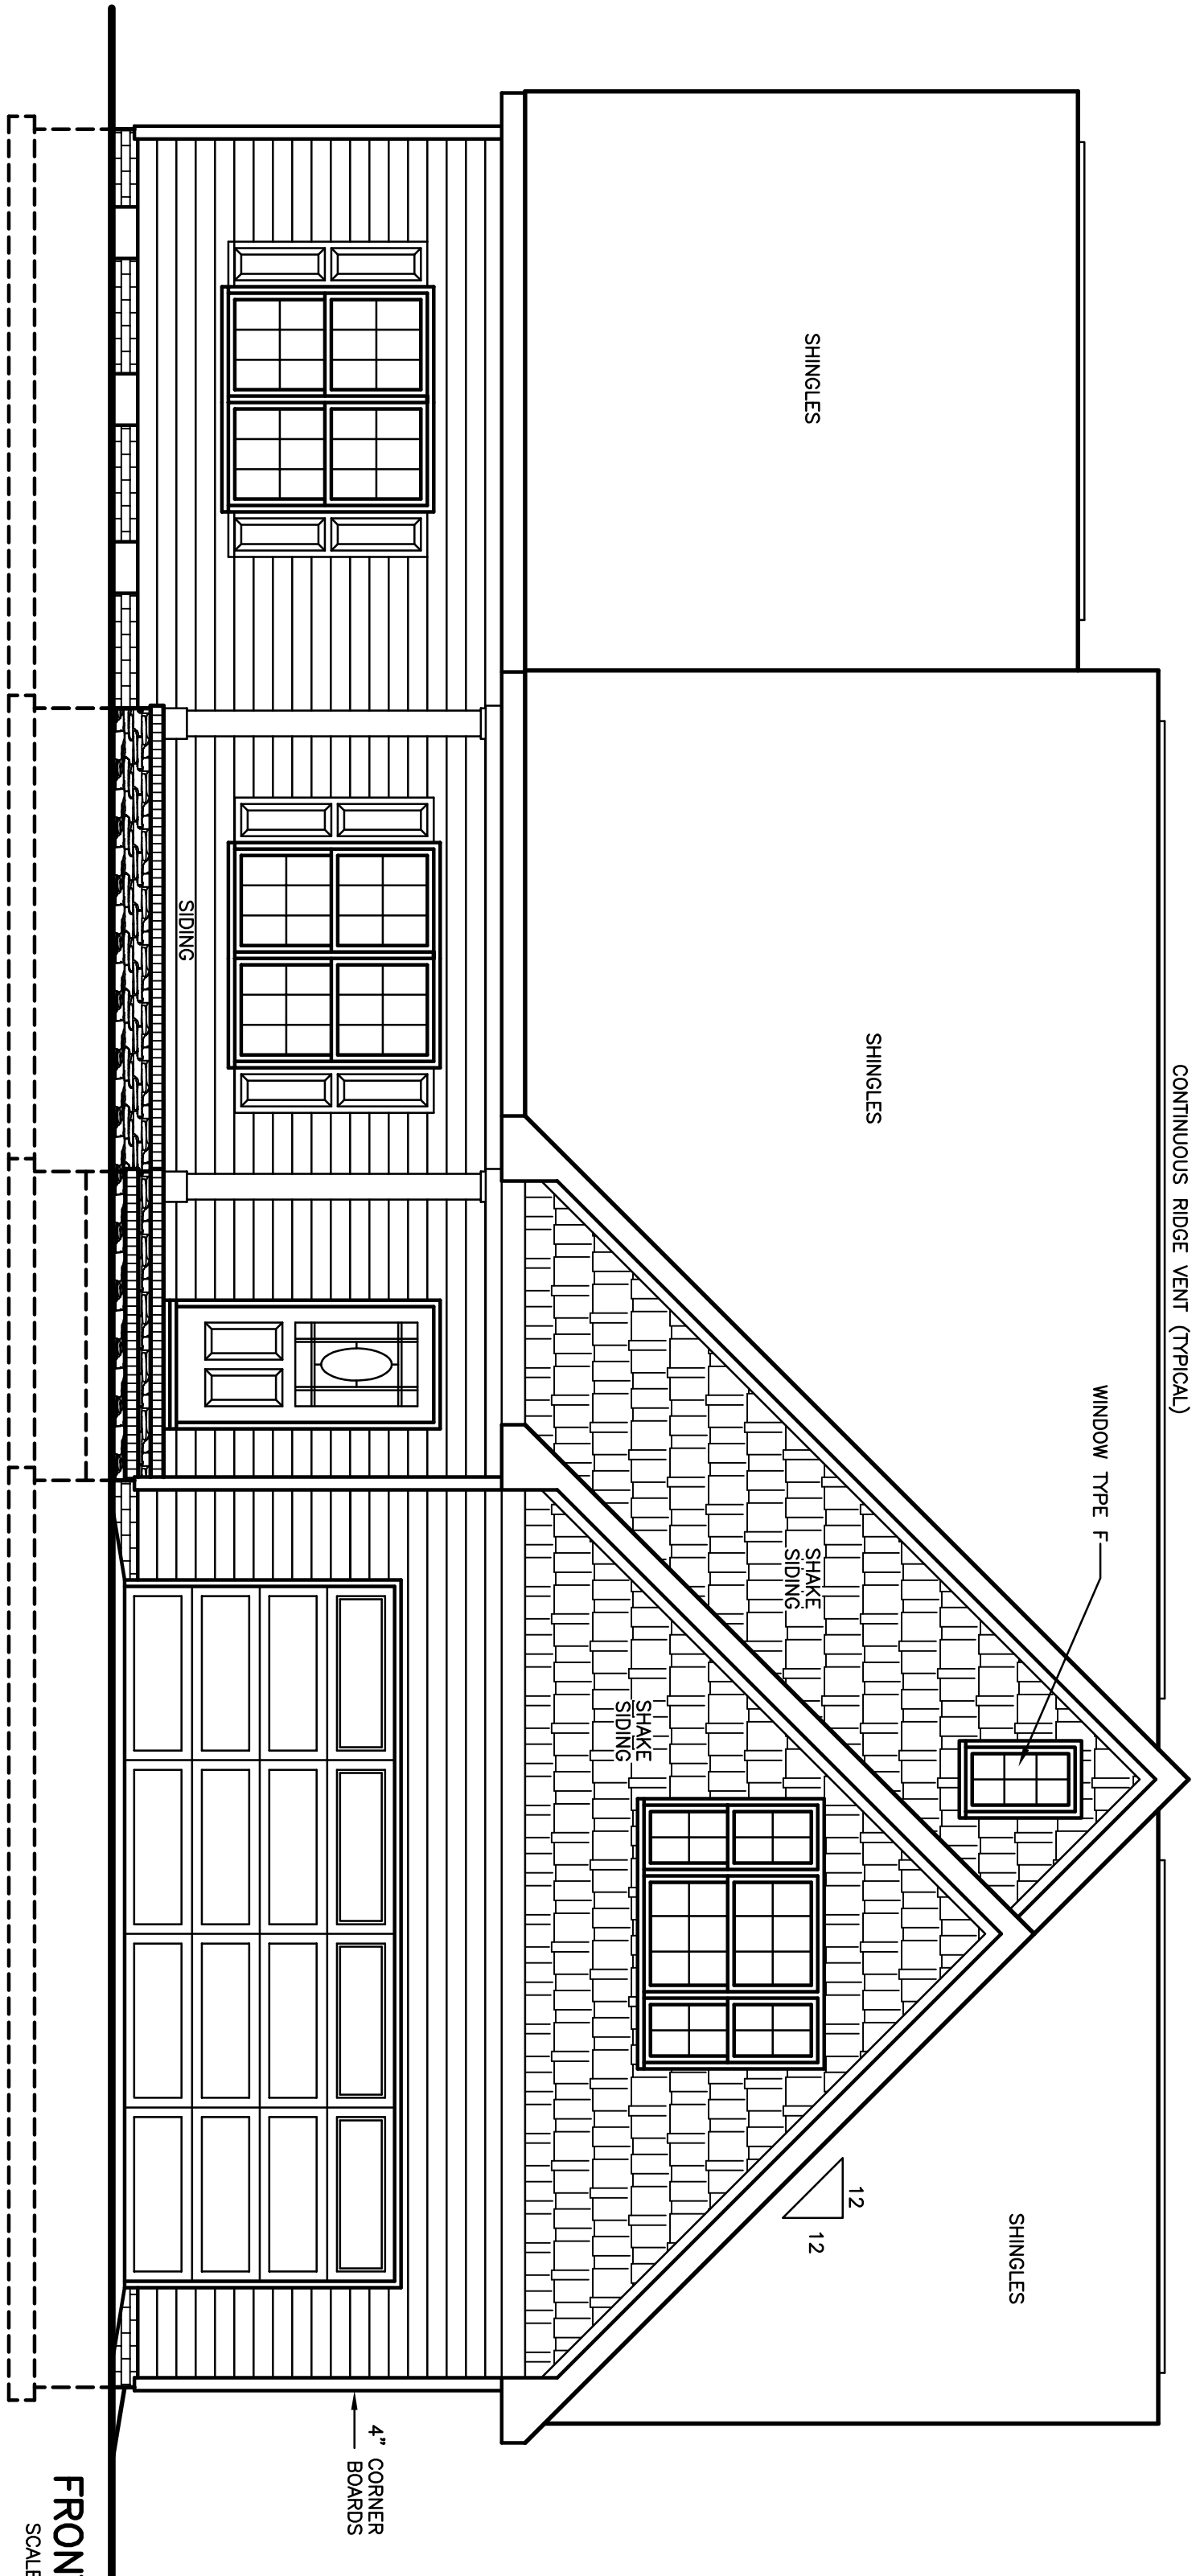 CONTINUOUS RIDGE VENT (TYPICAL)
WINDOW TYPE F
SHINGLES
SHINGLES
SHINGLES
SHAKE
SIDING
SHAKE
SIDING
12
12
SIDING
4" CORNER
BOARDS
FRON
SCALE